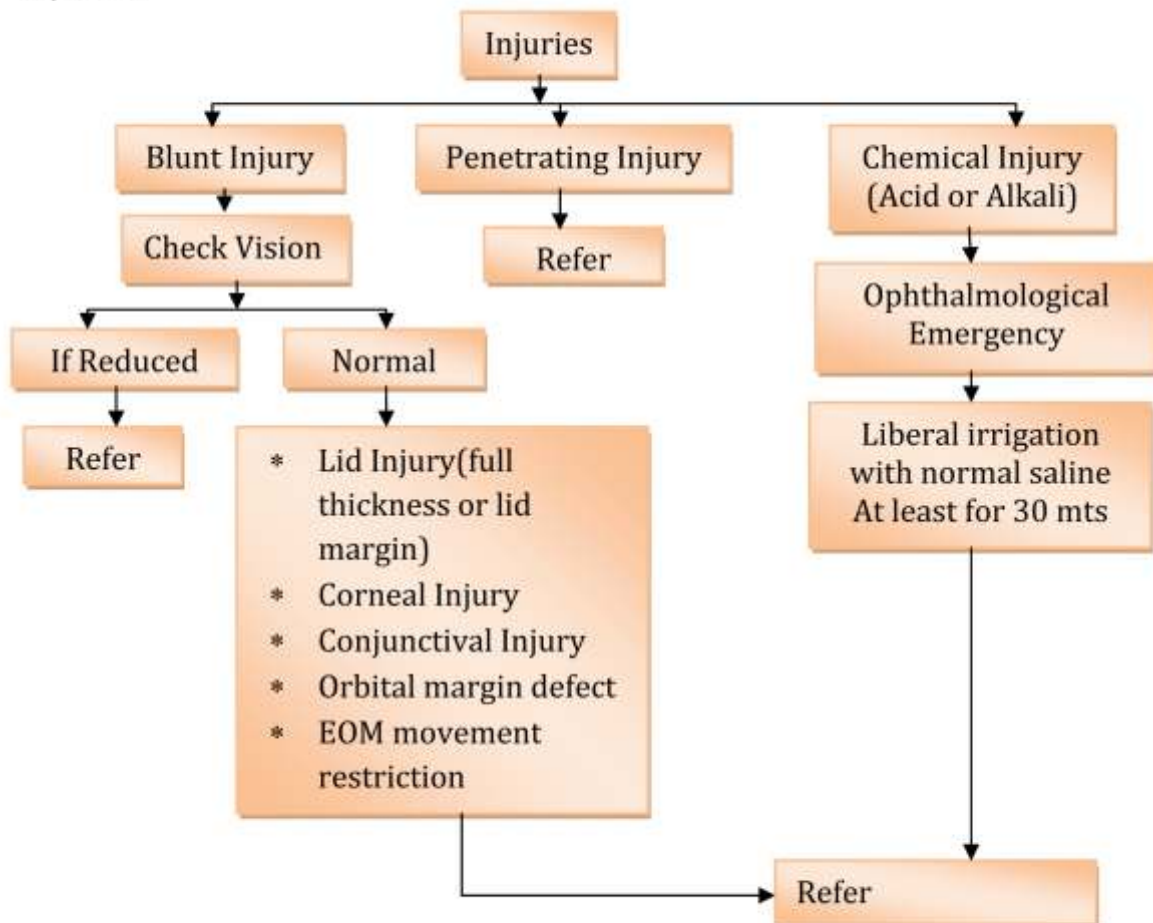 Injuries
Blunt Injury
Penetrating Injury
Chemical Injury
(Acid or Alkali)
Check Vision
Refer
Ophthalmological
Emergency
If Reduced
Normal
Refer
Liberal irrigation
with normal saline
At least for 30 mts
* Lid Injury(full
thickness or lid
margin)
* Corneal Injury
* Conjunctival Injury
* Orbital margin defect
* EOM movement
restriction
Refer